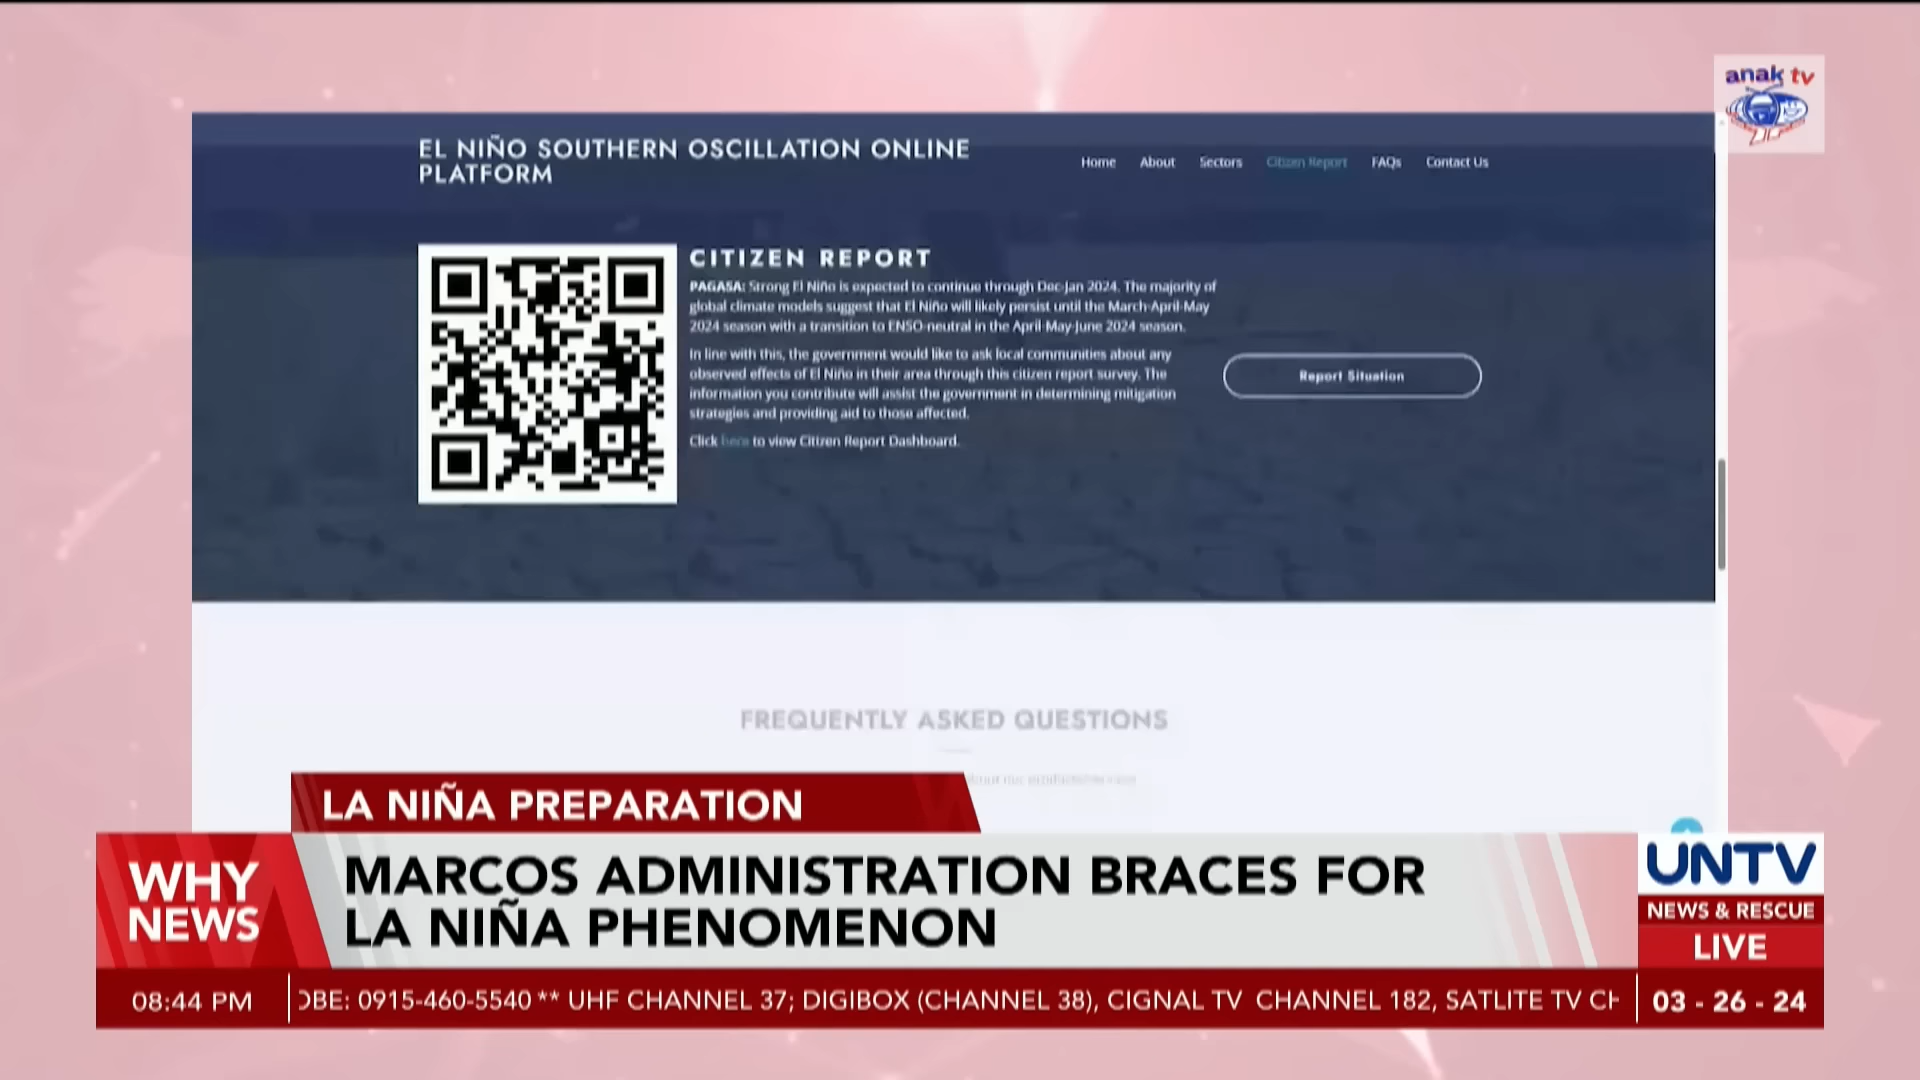 anak tv
EL NIÑO SOUTHERN OSCILLATION ONLINE
PLATFORM
Home About Sectors Citizen Report FAQs Contact Us
CITIZEN REPORT
PAGASA: Strong El Niño is expected to continue through Dec-Jan 2024. The majority of
global climate models suggest that El Niño will likely persist until the March-April-May
2024 season with a transition to ENSO-neutral in the April-May-June 2024 season.
In line with this, the government would like to ask local communities about any
observed effects of El Niño in their area through this citizen report survey. The
information you contribute will assist the government in determining mitigation
strategies and providing aid to those affected.
Click here to view Citizen Report Dashboard.
Report Situation
FREQUENTLY ASKED QUESTIONS
LA NIÑA PREPARATION
WHY
NEWS
MARCOS ADMINISTRATION BRACES FOR
LA NIÑA PHENOMENON
UNTV
NEWS & RESCUE
LIVE
08:44 PM
OBE: 0915-460-5540 ** UHF CHANNEL 37; DIGIBOX (CHANNEL 38), CIGNAL TV CHANNEL 182, SATLITE TV CH
03 - 26 - 24